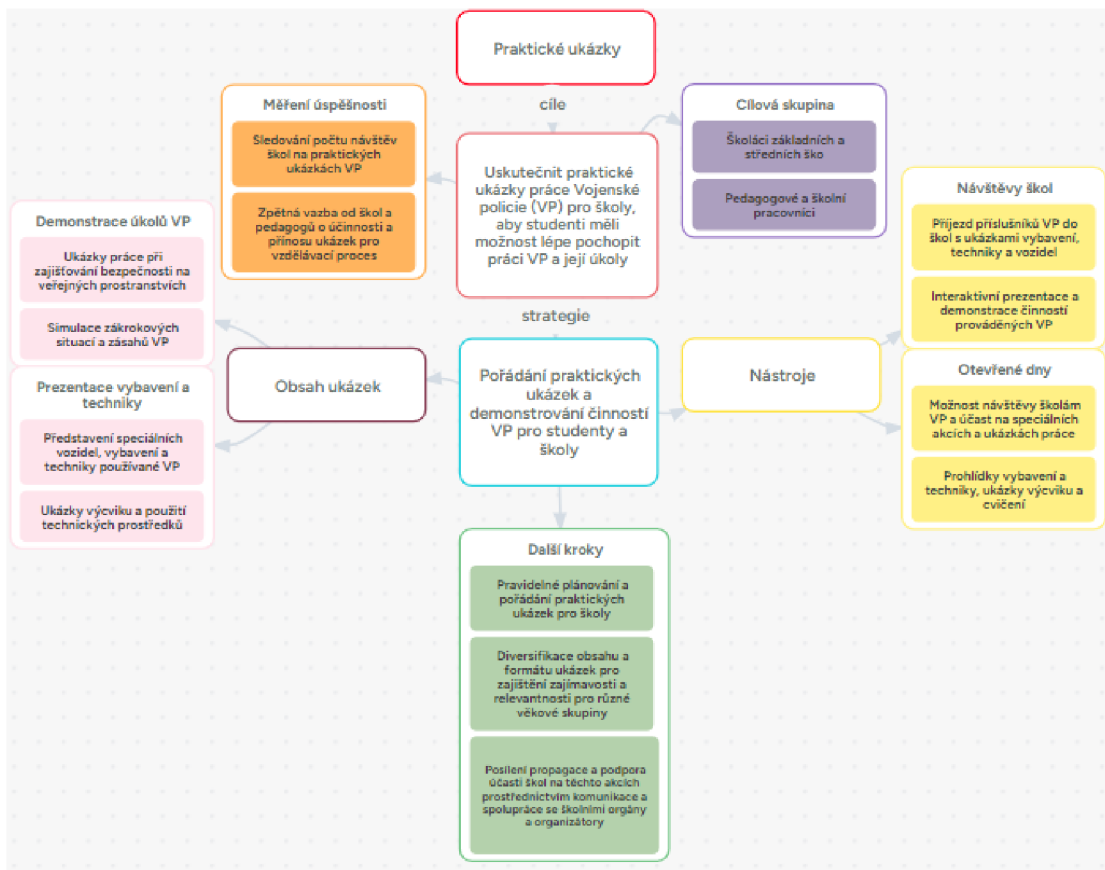 Praktické ukázky
cíle
Měření úspěšnosti
Sledování počtu návštěv
škol na praktických
ukázkách VP
Zpětná vazba od škol a
pedagogů o účinnosti a
přínosu ukázek pro
vzdělávací proces
Uskutečnit praktické
ukázky práce Vojenské
policie (VP) pro školy,
aby studenti měli
možnost lépe pochopit
práci VP a její úkoly
Cílová skupina
Školáci základních a
středních ško
Pedagogové a školní
pracovníci
Demonstrace úkolů VP
Ukázky práce při
zajišťování bezpečnosti na
veřejných prostranstvích
Simulace zákrokových
situací a zásahů VP
Prezentace vybavení a
techniky
Představení speciálních
vozidel, vybavení a
techniky používané VP
Ukázky výcviku a použití
technických prostředků
Obsah ukázek
strategie
Pořádání praktických
ukázek a
demonstrování činností
VP pro studenty a
školy
Nástroje
Návštěvy škol
Příjezd příslušníků VP do
škol s ukázkami vybavení,
techniky a vozidel
Interaktivní prezentace a
demonstrace činností
prováděných VP
Otevřené dny
Možnost návštěvy školám
VP a účast na speciálních
akcích a ukázkách práce
Prohlídky vybavení a
techniky, ukázky výcviku a
cvičení
Další kroky
Pravidelné plánování a
pořádání praktických
ukázek pro školy
Diversifikace obsahu a
formátu ukázek pro
zajištění zajímavosti a
relevantnosti pro různé
věkové skupiny
Posílení propagace a podpora
účasti škol na těchto akcích
prostřednictvím komunikace a
spolupráce se školními orgány
a organizátory